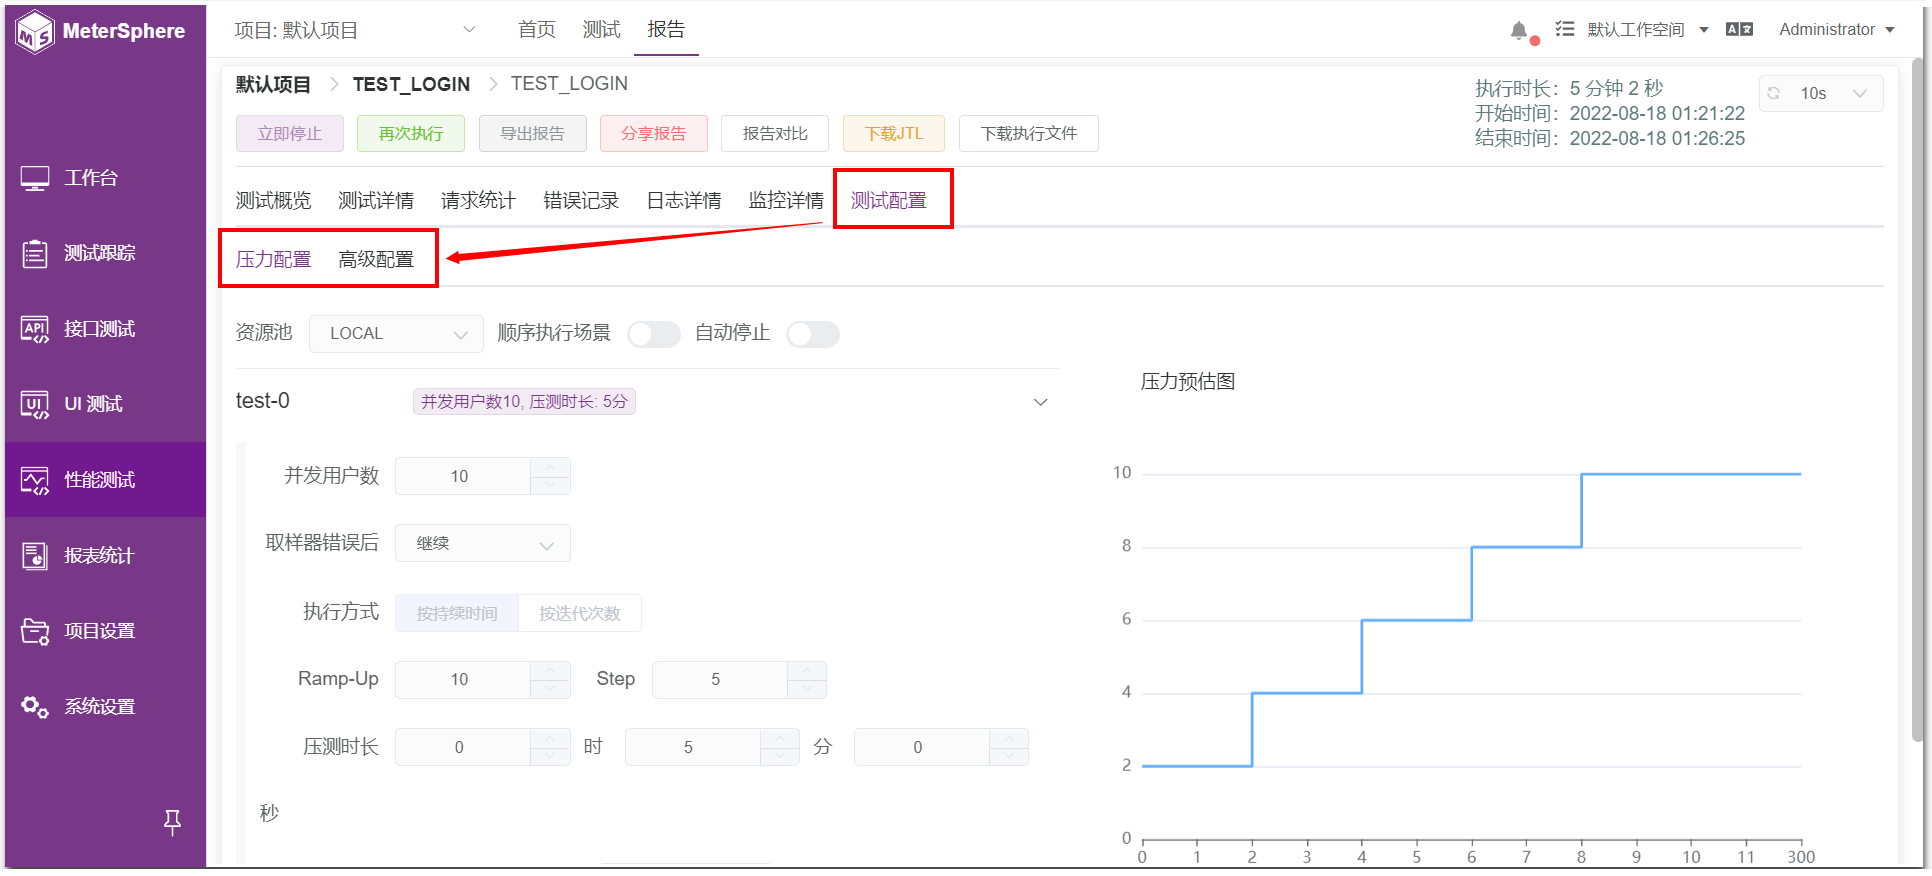 MeterSphere
项目: 默认项目
首页 测试 报告
默认工作空间
Administrator
工作台
测试跟踪
接口测试
UI 测试
性能测试
报表统计
项目设置
系统设置
默认项目 > TEST_LOGIN > TEST_LOGIN
执行时长: 5 分钟 2 秒
开始时间: 2022-08-18 01:21:22
结束时间: 2022-08-18 01:26:25
10s
立即停止 再次执行 导出报告 分享报告 报告对比 下载JTL 下载执行文件
测试概览 测试详情 请求统计 错误记录 日志详情 监控详情 测试配置
压力配置 高级配置
资源池 LOCAL 顺序执行场景 自动停止
test-0 并发用户数10, 压测时长: 5分
并发用户数 10
取样器错误后 继续
执行方式 按持续时间 按迭代次数
Ramp-Up 10 Step 5
压测时长 0 时 5 分 0
秒
压力预估图
10
8
6
4
2
0
0 1 2 3 4 5 6 7 8 9 10 11 300